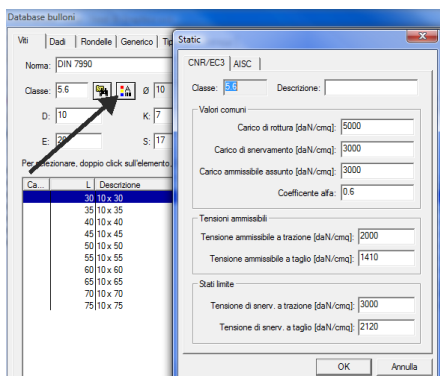 Database bulloni
Viti Dadi Rondelle Generico Tip
Norma: DIN 7990
Classe: 5.6 Ø 10
D: 10 K: 7
E: S: 17
Per selezionare, doppio click sull'elemento.
Ca... L Descrizione
30 10 x 30
35 10 x 35
40 10 x 40
45 10 x 45
50 10 x 50
55 10 x 55
60 10 x 60
65 10 x 65
70 10 x 70
75 10 x 75
Static
CNR/EC3 AISC
Classe: 5.6 Descrizione:
Valori comuni
Carico di rottura [daN/cmq]: 5000
Carico di snervamento [daN/cmq]: 3000
Carico ammissibile assunto [daN/cmq]: 3000
Coefficente alfa: 0.6
Tensioni ammissibili
Tensione ammissibile a trazione [daN/cmq]: 2000
Tensione ammissibile a taglio [daN/cmq]: 1410
Stati limite
Tensione di snerv. a trazione [daN/cmq]: 3000
Tensione di snerv. a taglio [daN/cmq]: 2120
OK Annulla